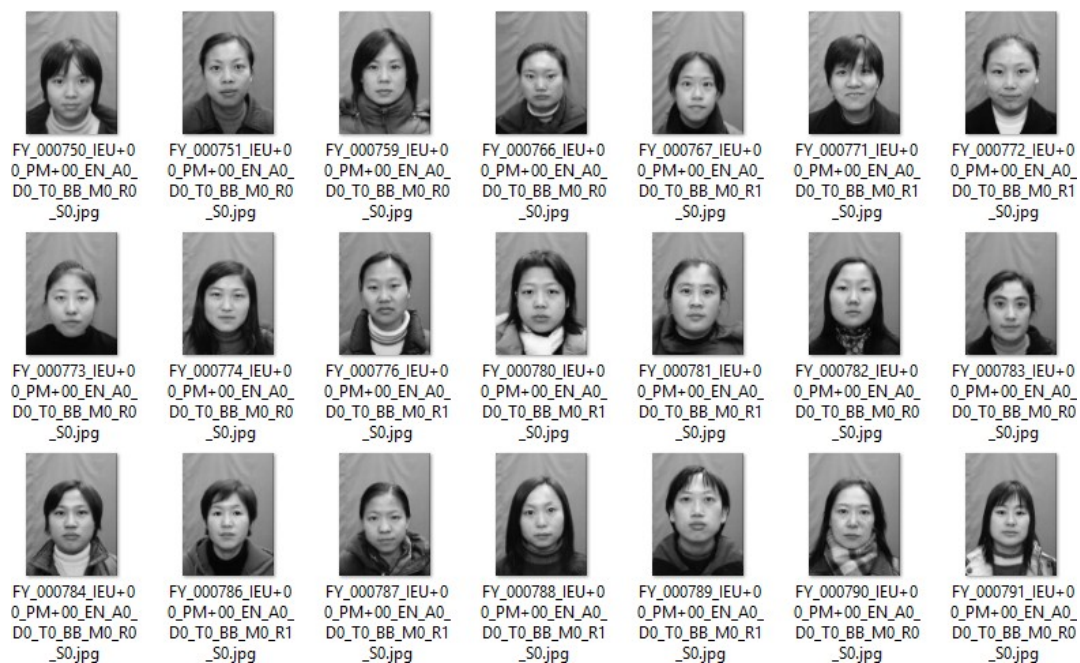 FY_000750_IEU+0
0_PM+00_EN_A0_
D0_T0_BB_M0_R0
_S0.jpg
FY_000751_IEU+0
0_PM+00_EN_A0_
D0_T0_BB_M0_R0
_S0.jpg
FY_000759_IEU+0
0_PM+00_EN_A0_
D0_T0_BB_M0_R0
_S0.jpg
FY_000766_IEU+0
0_PM+00_EN_A0_
D0_T0_BB_M0_R0
_S0.jpg
FY_000767_IEU+0
0_PM+00_EN_A0_
D0_T0_BB_M0_R1
_S0.jpg
FY_000771_IEU+0
0_PM+00_EN_A0_
D0_T0_BB_M0_R1
_S0.jpg
FY_000772_IEU+0
0_PM+00_EN_A0_
D0_T0_BB_M0_R1
_S0.jpg
FY_000773_IEU+0
0_PM+00_EN_A0_
D0_T0_BB_M0_R0
_S0.jpg
FY_000774_IEU+0
0_PM+00_EN_A0_
D0_T0_BB_M0_R0
_S0.jpg
FY_000776_IEU+0
0_PM+00_EN_A0_
D0_T0_BB_M0_R1
_S0.jpg
FY_000780_IEU+0
0_PM+00_EN_A0_
D0_T0_BB_M0_R1
_S0.jpg
FY_000781_IEU+0
0_PM+00_EN_A0_
D0_T0_BB_M0_R1
_S0.jpg
FY_000782_IEU+0
0_PM+00_EN_A0_
D0_T0_BB_M0_R0
_S0.jpg
FY_000783_IEU+0
0_PM+00_EN_A0_
D0_T0_BB_M0_R0
_S0.jpg
FY_000784_IEU+0
0_PM+00_EN_A0_
D0_T0_BB_M0_R0
_S0.jpg
FY_000786_IEU+0
0_PM+00_EN_A0_
D0_T0_BB_M0_R1
_S0.jpg
FY_000787_IEU+0
0_PM+00_EN_A0_
D0_T0_BB_M0_R1
_S0.jpg
FY_000788_IEU+0
0_PM+00_EN_A0_
D0_T0_BB_M0_R1
_S0.jpg
FY_000789_IEU+0
0_PM+00_EN_A0_
D0_T0_BB_M0_R1
_S0.jpg
FY_000790_IEU+0
0_PM+00_EN_A0_
D0_T0_BB_M0_R0
_S0.jpg
FY_000791_IEU+0
0_PM+00_EN_A0_
D0_T0_BB_M0_R0
_S0.jpg